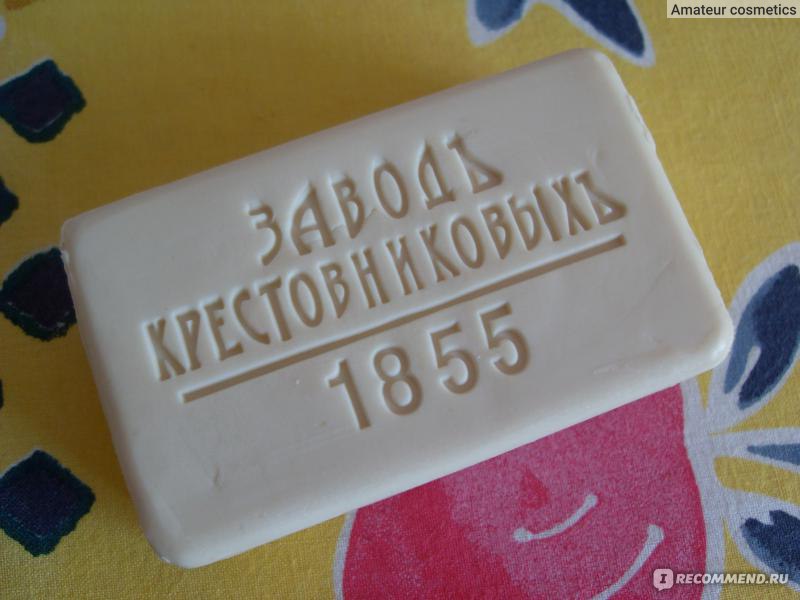 Amateur cosmetics
ЗАВОДЪ
КРЕСТОВНИКОВЫХЪ
1855
RECOMMEND.RU